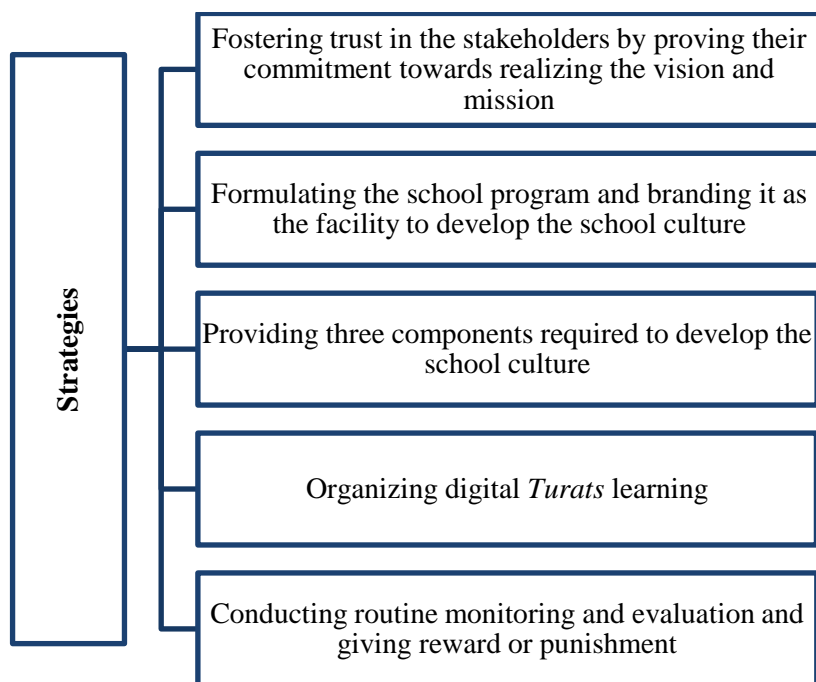 Strategies
Fostering trust in the stakeholders by proving their
commitment towards realizing the vision and
mission
Formulating the school program and branding it as
the facility to develop the school culture
Providing three components required to develop the
school culture
Organizing digital Turats learning
Conducting routine monitoring and evaluation and
giving reward or punishment